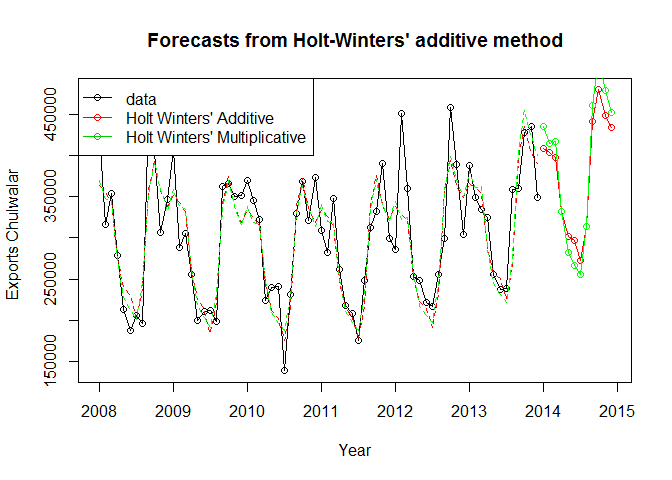 Forecasts from Holt-Winters' additive method
data
Holt Winters' Additive
Holt Winters' Multiplicative
Exports Chulwalar
450000
350000
250000
150000
2008 2009 2010 2011 2012 2013 2014 2015
Year